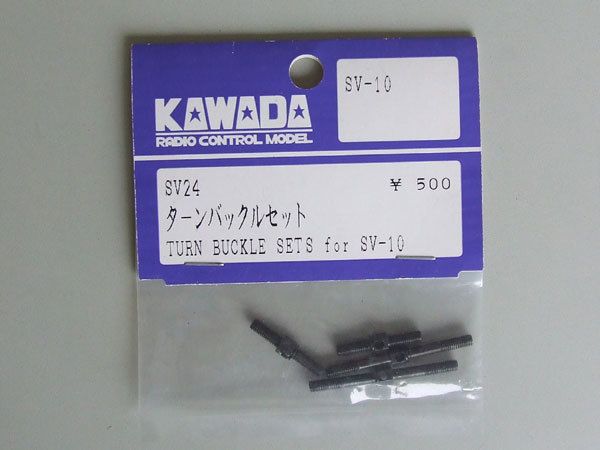 SV-10
KAWADA
RADIO CONTROL MODEL
SV24 ¥ 500
ターンバックルセット
TURN BUCKLE SETS for SV-10